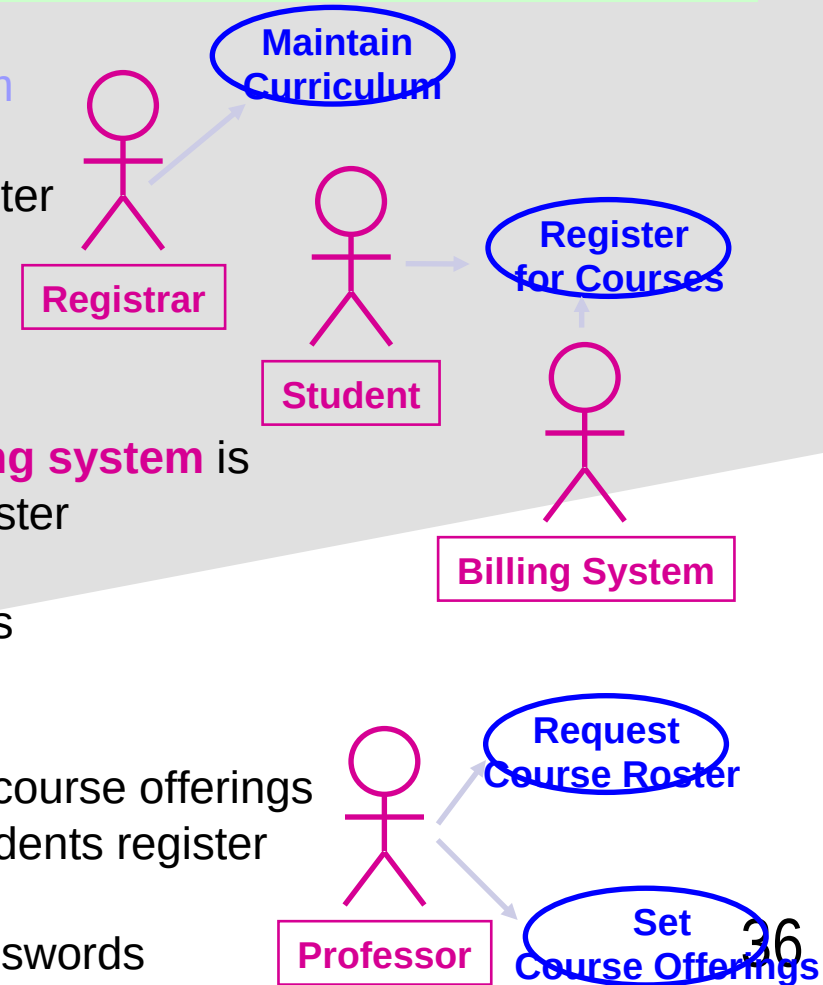 Maintain
Curriculum
n
ter
Register
for Courses
Registrar
Student
ng system is
ster
Billing System
s
Request
Course Roster
course offerings
dents register
Set
Course Offerings
36
swords
Professor